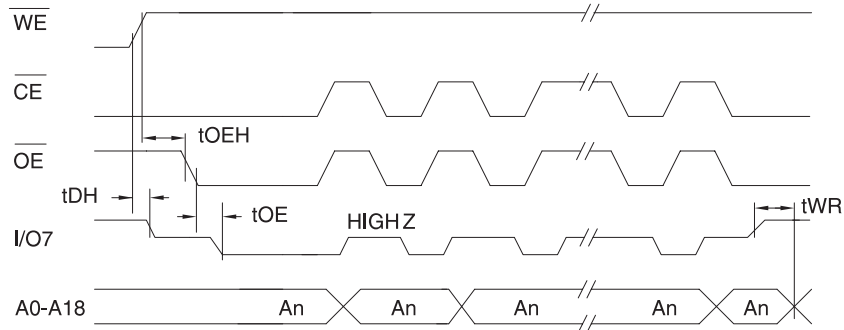 WE
CE
tOEH
OE
tDH
tOE
HIGH Z
tWR
I/O7
A0-A18
An
An
An
An
An